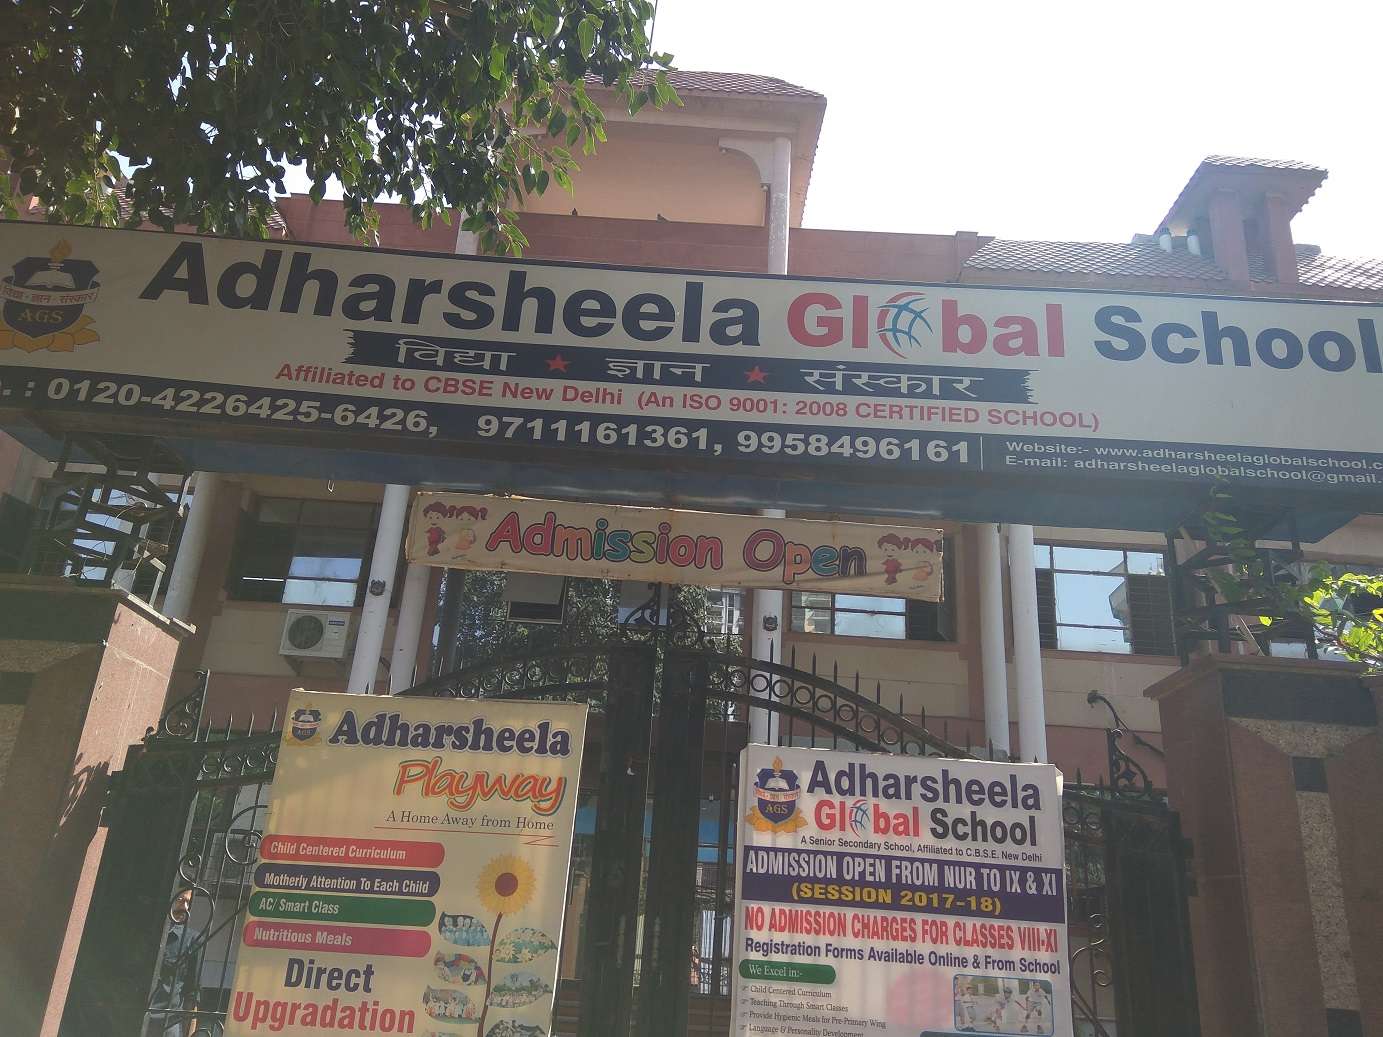 विद्या - ज्ञान - संस्कार
AGS
Adharsheela Global School
विद्या ★ ज्ञान ★ संस्कार
Affiliated to CBSE New Delhi (An ISO 9001: 2008 CERTIFIED SCHOOL)
. : 0120-4226425-6426, 9711161361, 9958496161
Website:- www.adharsheelaglobalschool.c
E-mail: adharsheelaglobalschool@gmail.
Admission Open
AGS
Adharsheela
Playway
A Home Away from Home
Child Centered Curriculum
Motherly Attention To Each Child
AC/ Smart Class
Nutritious Meals
Direct
Upgradation
AGS
Adharsheela
Global School
A Senior Secondary School, Affiliated to C.B.S.E. New Delhi
ADMISSION OPEN FROM NUR TO IX & XI
(SESSION 2017-18)
NO ADMISSION CHARGES FOR CLASSES VIII-XI
Registration Forms Available Online & From School
We Excel in:-
Child Centered Curriculum
Teaching Through Smart Classes
Provide Hygienic Meals for Pre-Primary Wing
Language & Personality Development